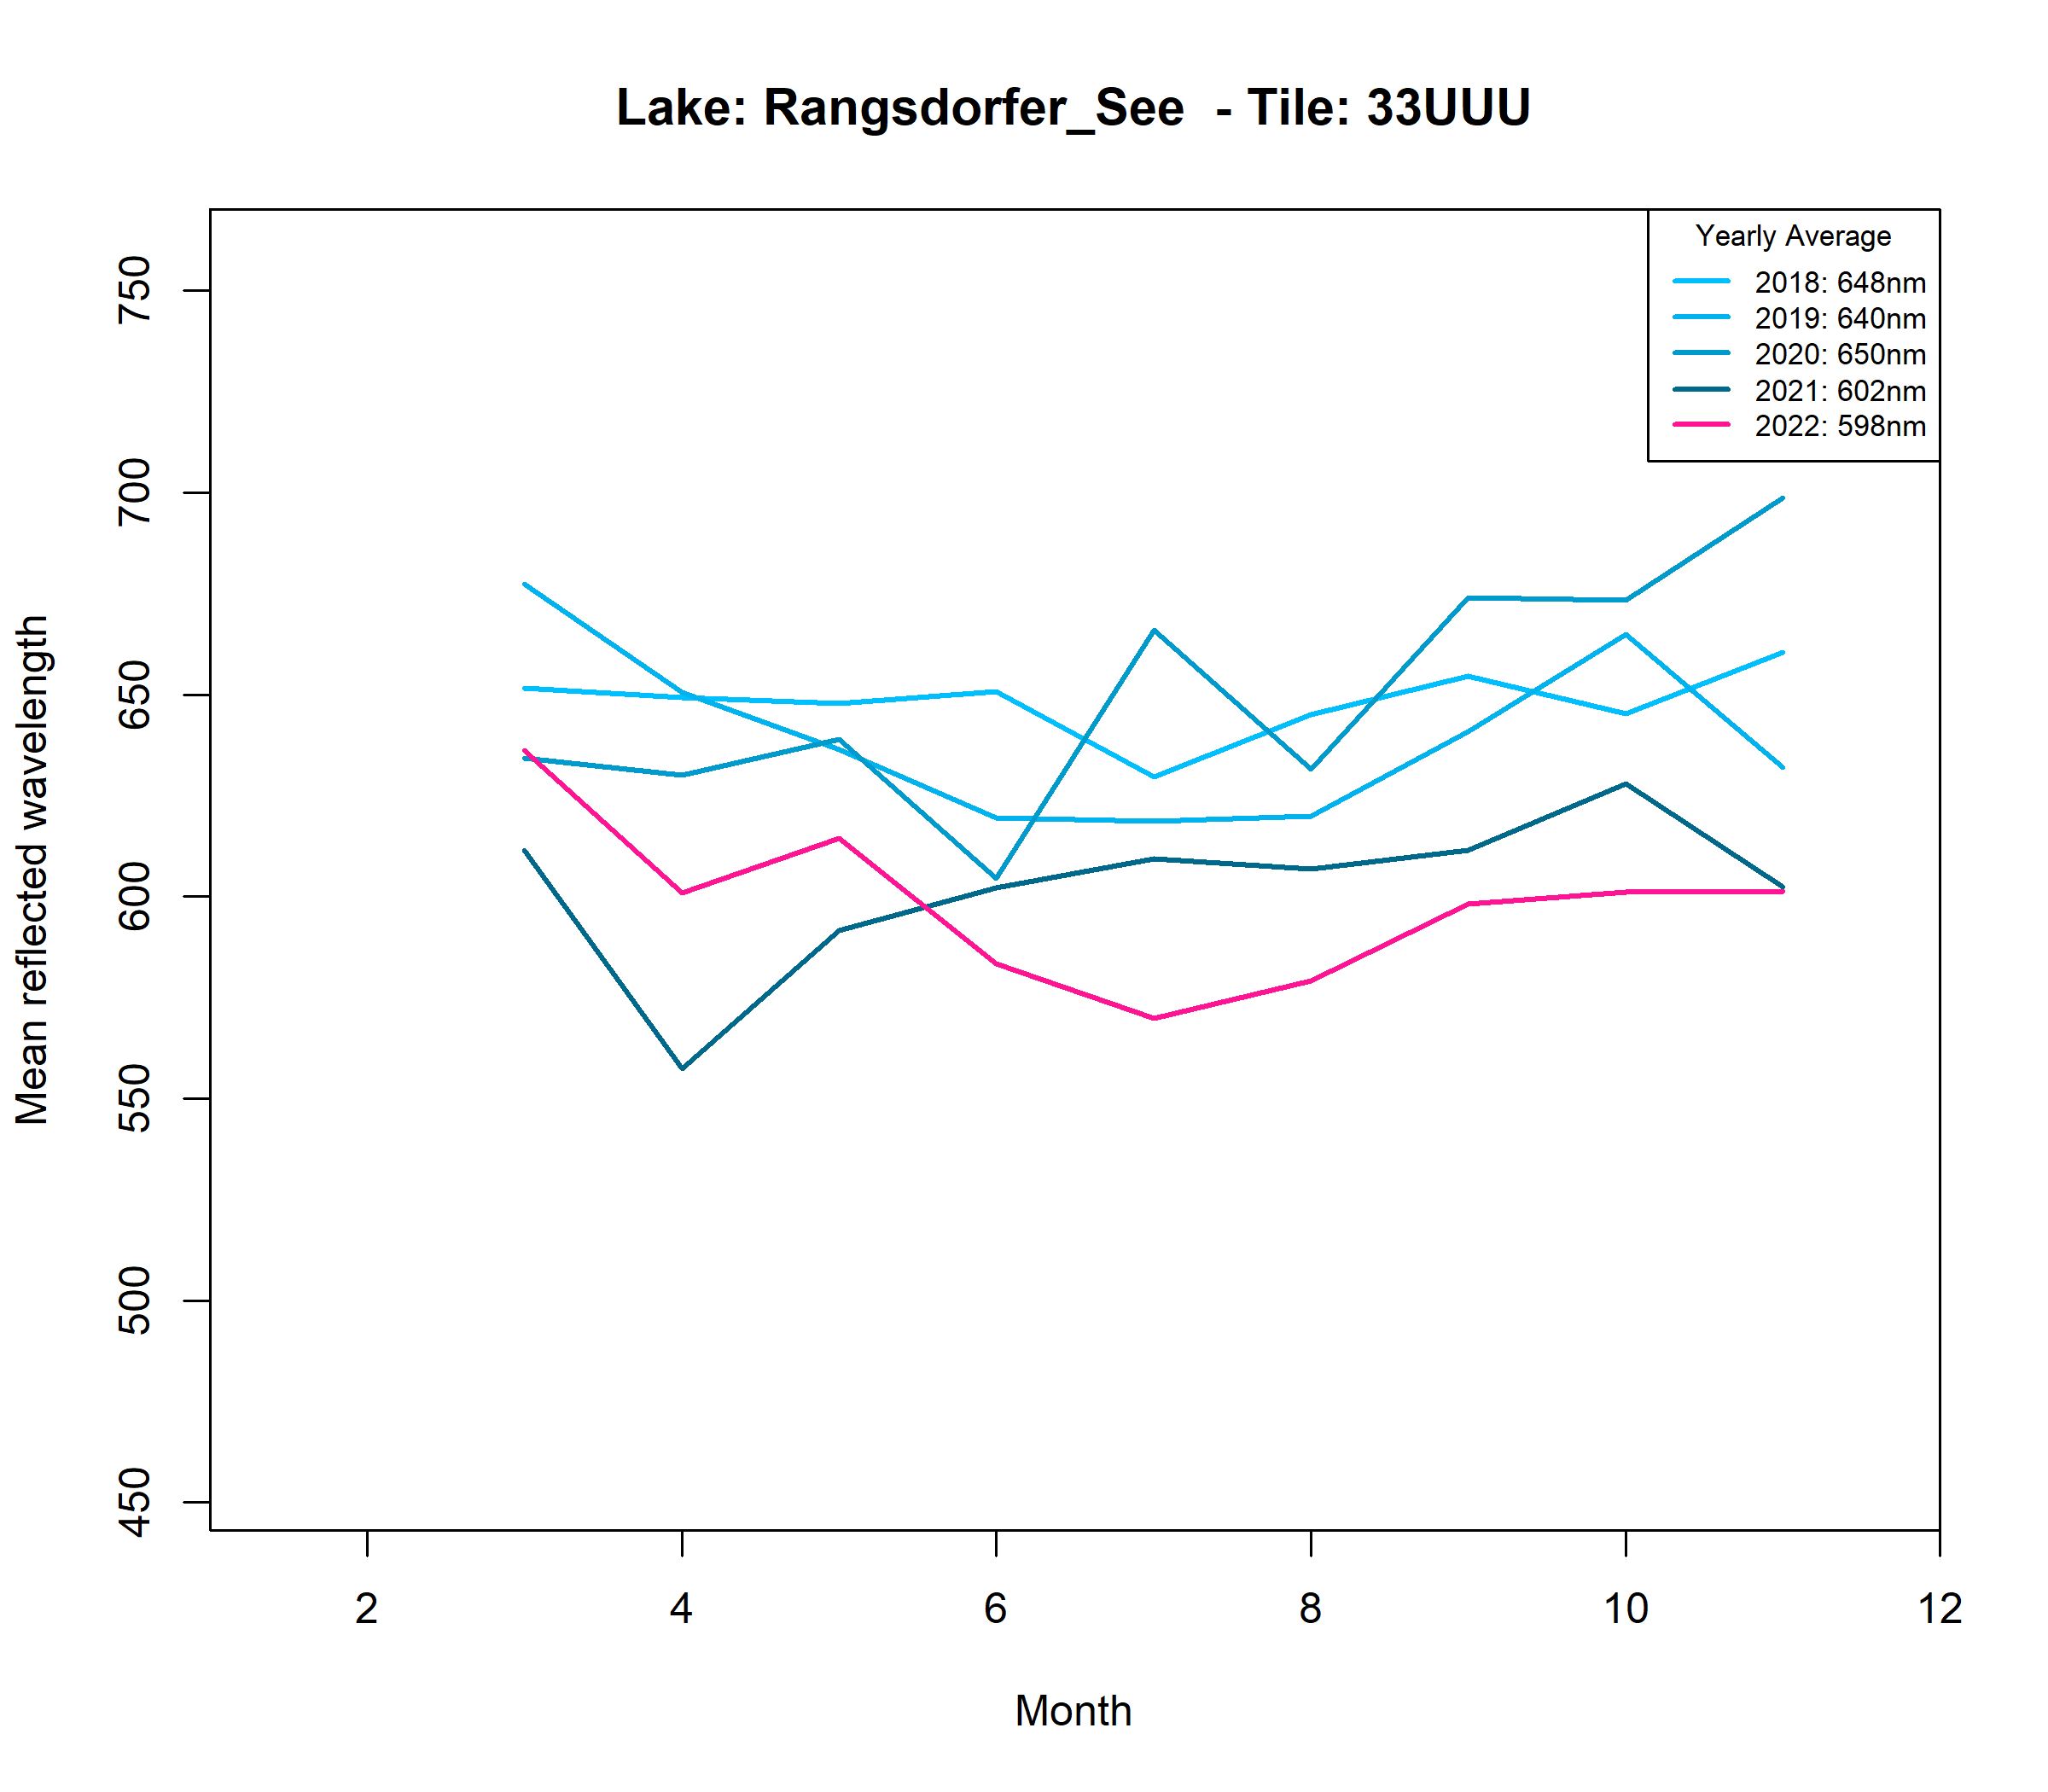 Lake: Rangsdorfer_See  - Tile: 33UUU
Yearly Average
2018: 648nm
2019: 640nm
2020: 650nm
2021: 602nm
2022: 598nm
Mean reflected wavelength
750
700
650
600
550
500
450
2 4 6 8 10 12
Month